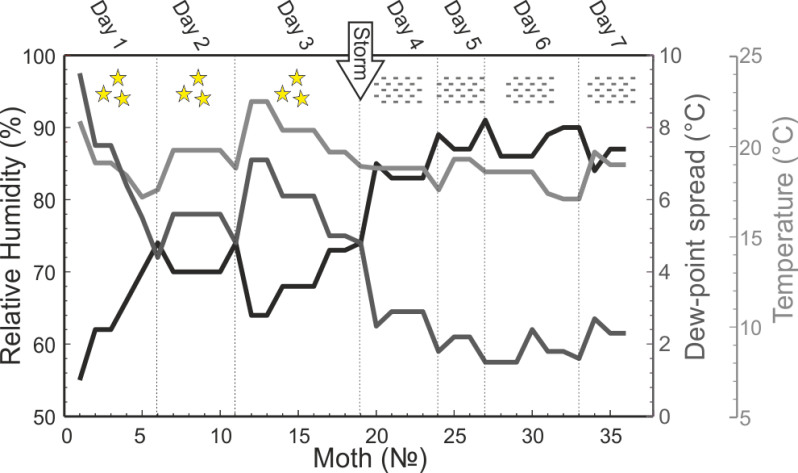 Day 1 Day 2 Day 3 Day 4 Day 5 Day 6 Day 7
Storm
100
90
80
70
60
50
Relative Humidity (%)
10
8
6
4
2
0
Dew-point spread (°C)
25
20
15
10
5
Temperature (°C)
0 5 10 15 20 25 30 35
Moth (№)